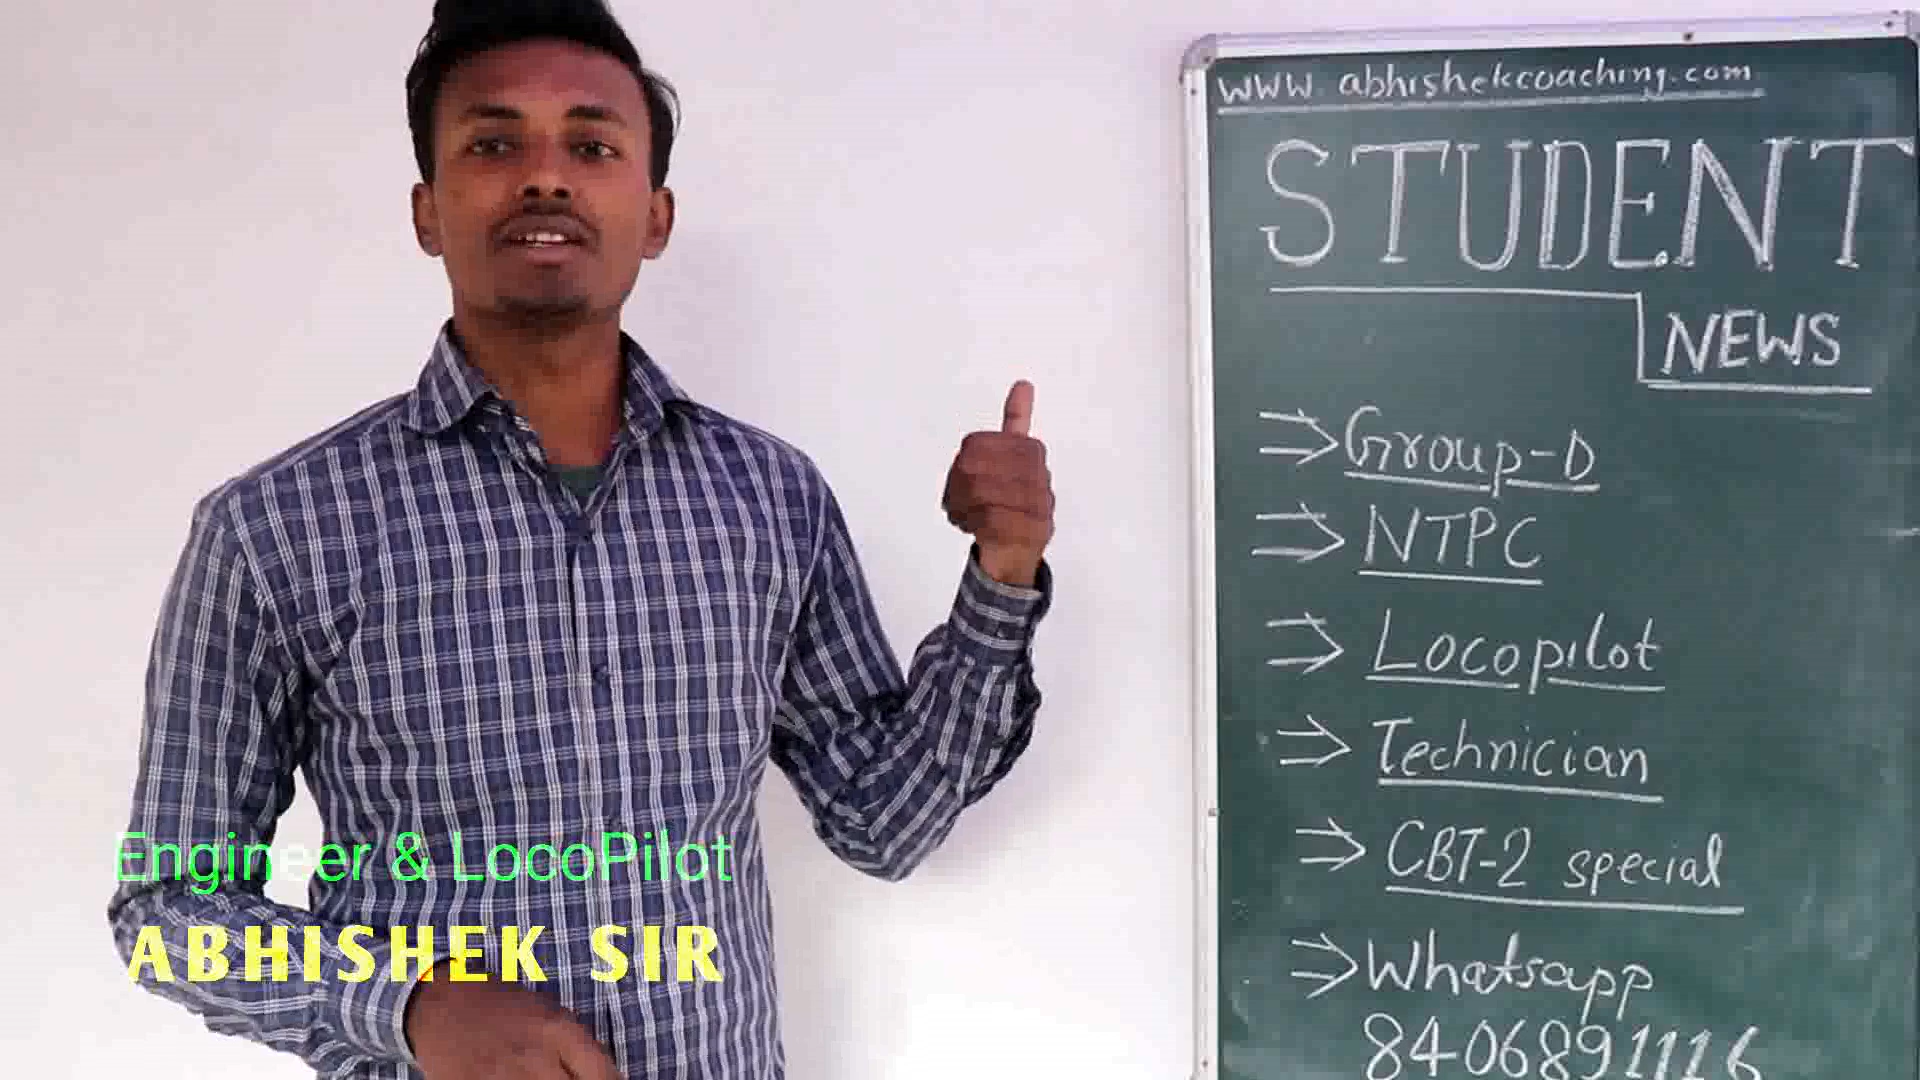 www.abhishekcoaching.com
STUDENT
NEWS
⇒ Group-D
⇒ NTPC
⇒ Locopilot
⇒ Technician
⇒ CBT-2 special
⇒ Whatsapp
8406891116
Engineer & LocoPilot
ABHISHEK SIR